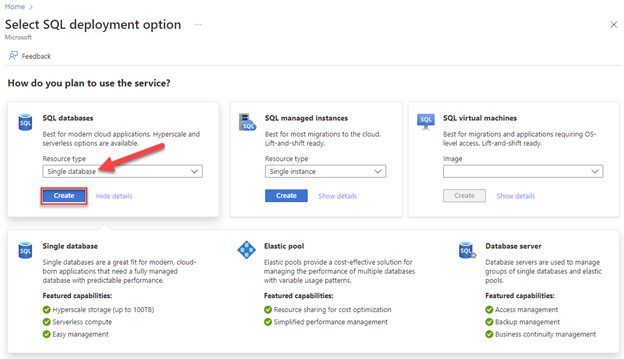 Home
Select SQL deployment option
...
Microsoft
Feedback
How do you plan to use the service?
SQL
SQL databases
Best for modern cloud applications. Hyperscale and
serverless options are available.
Resource type
Single database
Create
Hide details
SQL
SQL managed instances
Best for most migrations to the cloud.
Lift-and-shift ready.
Resource type
Single instance
Create
Show details
SQL
SQL virtual machines
Best for migrations and applications requiring OS-
level access. Lift-and-shift ready.
Image
Create
Show details
SQL
Single database
Single databases are a great fit for modern, cloud-
born applications that need a fully managed
database with predictable performance.
Featured capabilities:
Hyperscale storage (up to 100TB)
Serverless compute
Easy management
Elastic pool
Elastic pools provide a cost-effective solution for
managing the performance of multiple databases
with variable usage patterns.
Featured capabilities:
Resource sharing for cost optimization
Simplified performance management
SQL
Database server
Database servers are used to manage
groups of single databases and elastic
pools.
Featured capabilities:
Access management
Backup management
Business continuity management